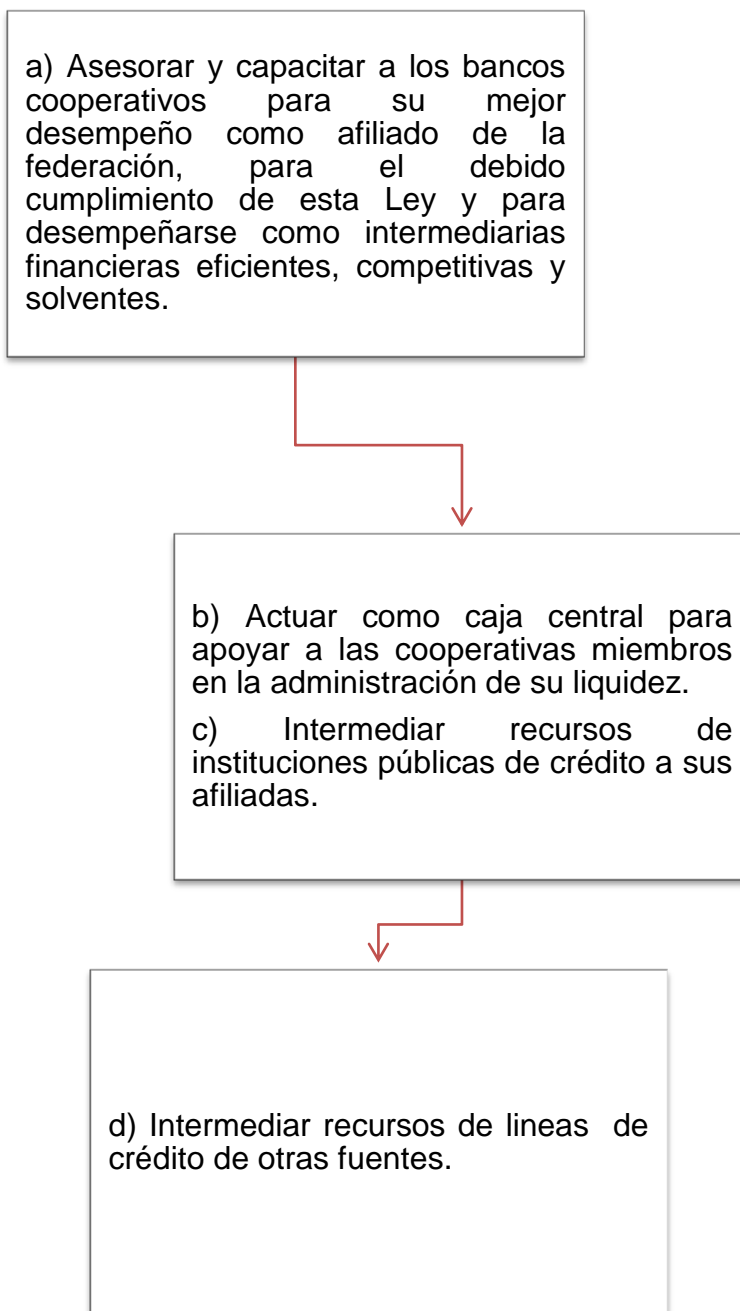 a) Asesorar y capacitar a los bancos
cooperativos para su mejor
desempeño como afiliado de la
federación, para el debido
cumplimiento de esta Ley y para
desempeñarse como intermediarias
financieras eficientes, competitivas y
solventes.
b) Actuar como caja central para
apoyar a las cooperativas miembros
en la administración de su liquidez.
c) Intermediar recursos de
instituciones públicas de crédito a sus
afiliadas.
d) Intermediar recursos de lineas de
crédito de otras fuentes.